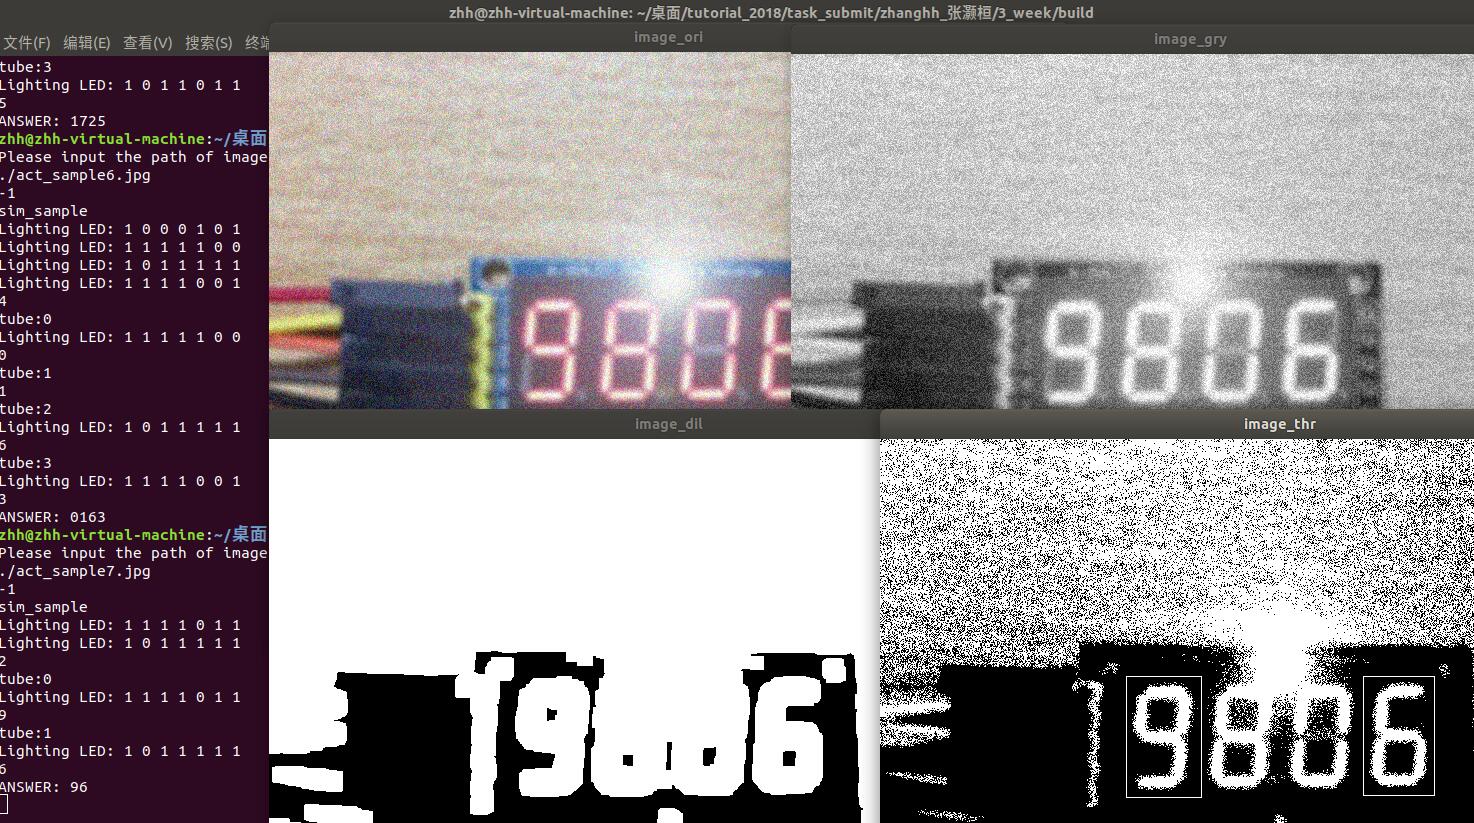 zhh@zhh-virtual-machine: ~/桌面/tutorial_2018/task_submit/zhanghh_张灏桓/3_week/build
文件(F) 编辑(E) 查看(V) 搜索(S) 终端
tube:3
Lighting LED: 1 0 1 1 0 1 1
5
ANSWER: 1725
zhh@zhh-virtual-machine:~/桌面
Please input the path of image
./act_sample6.jpg
-1
sim_sample
Lighting LED: 1 0 0 0 1 0 1
Lighting LED: 1 1 1 1 1 0 0
Lighting LED: 1 0 1 1 1 1 1
Lighting LED: 1 1 1 1 0 0 1
4
tube:0
Lighting LED: 1 1 1 1 1 0 0
0
tube:1
1
tube:2
Lighting LED: 1 0 1 1 1 1 1
6
tube:3
Lighting LED: 1 1 1 1 0 0 1
3
ANSWER: 0163
zhh@zhh-virtual-machine:~/桌面
Please input the path of image
./act_sample7.jpg
-1
sim_sample
Lighting LED: 1 1 1 1 0 1 1
Lighting LED: 1 0 1 1 1 1 1
2
tube:0
Lighting LED: 1 1 1 1 0 1 1
9
tube:1
Lighting LED: 1 0 1 1 1 1 1
6
ANSWER: 96
image_ori
9806
image_gry
9806
image_dil
9 6
image_thr
9806